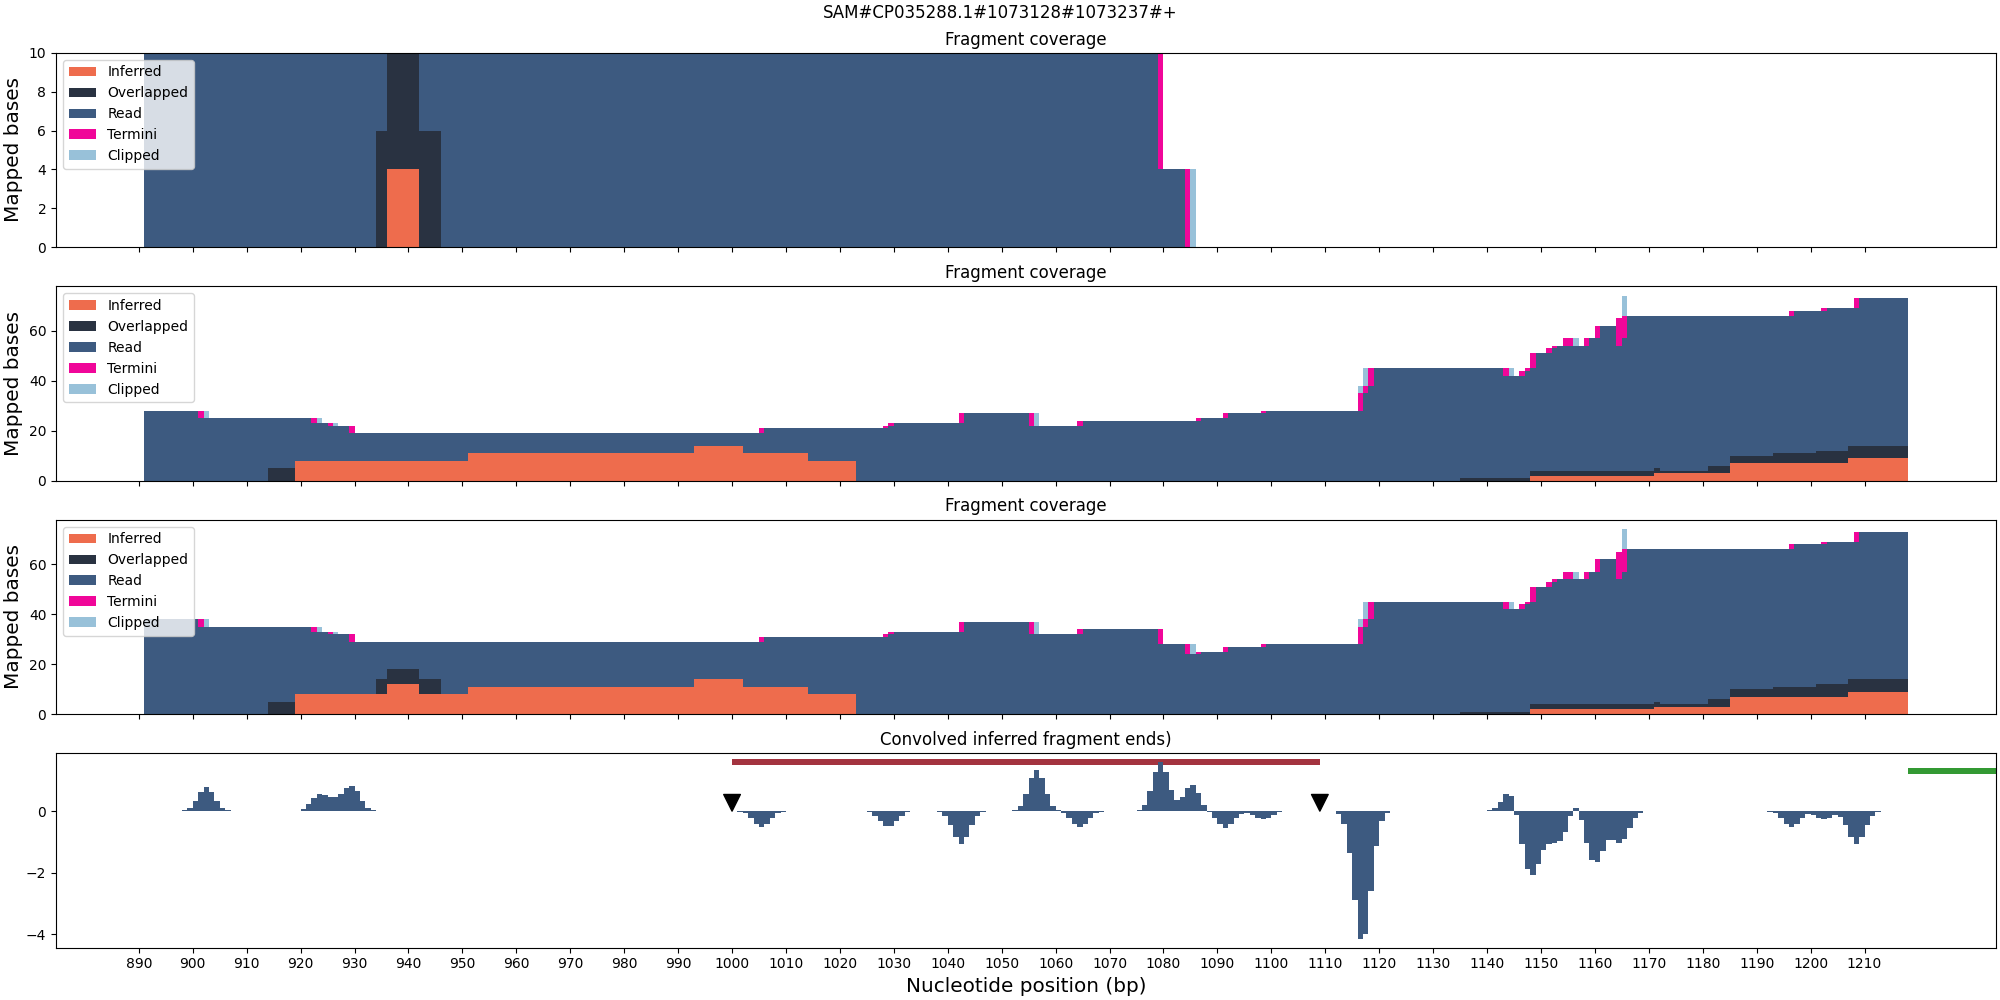 SAM#CP035288.1#1073128#1073237#+
Fragment coverage
Mapped bases
10
8
6
4
2
0
Inferred
Overlapped
Read
Termini
Clipped
Fragment coverage
Mapped bases
60
40
20
0
Inferred
Overlapped
Read
Termini
Clipped
Fragment coverage
Mapped bases
60
40
20
0
Inferred
Overlapped
Read
Termini
Clipped
Convolved inferred fragment ends)
0
−2
−4
890 900 910 920 930 940 950 960 970 980 990 1000 1010 1020 1030 1040 1050 1060 1070 1080 1090 1100 1110 1120 1130 1140 1150 1160 1170 1180 1190 1200 1210
Nucleotide position (bp)